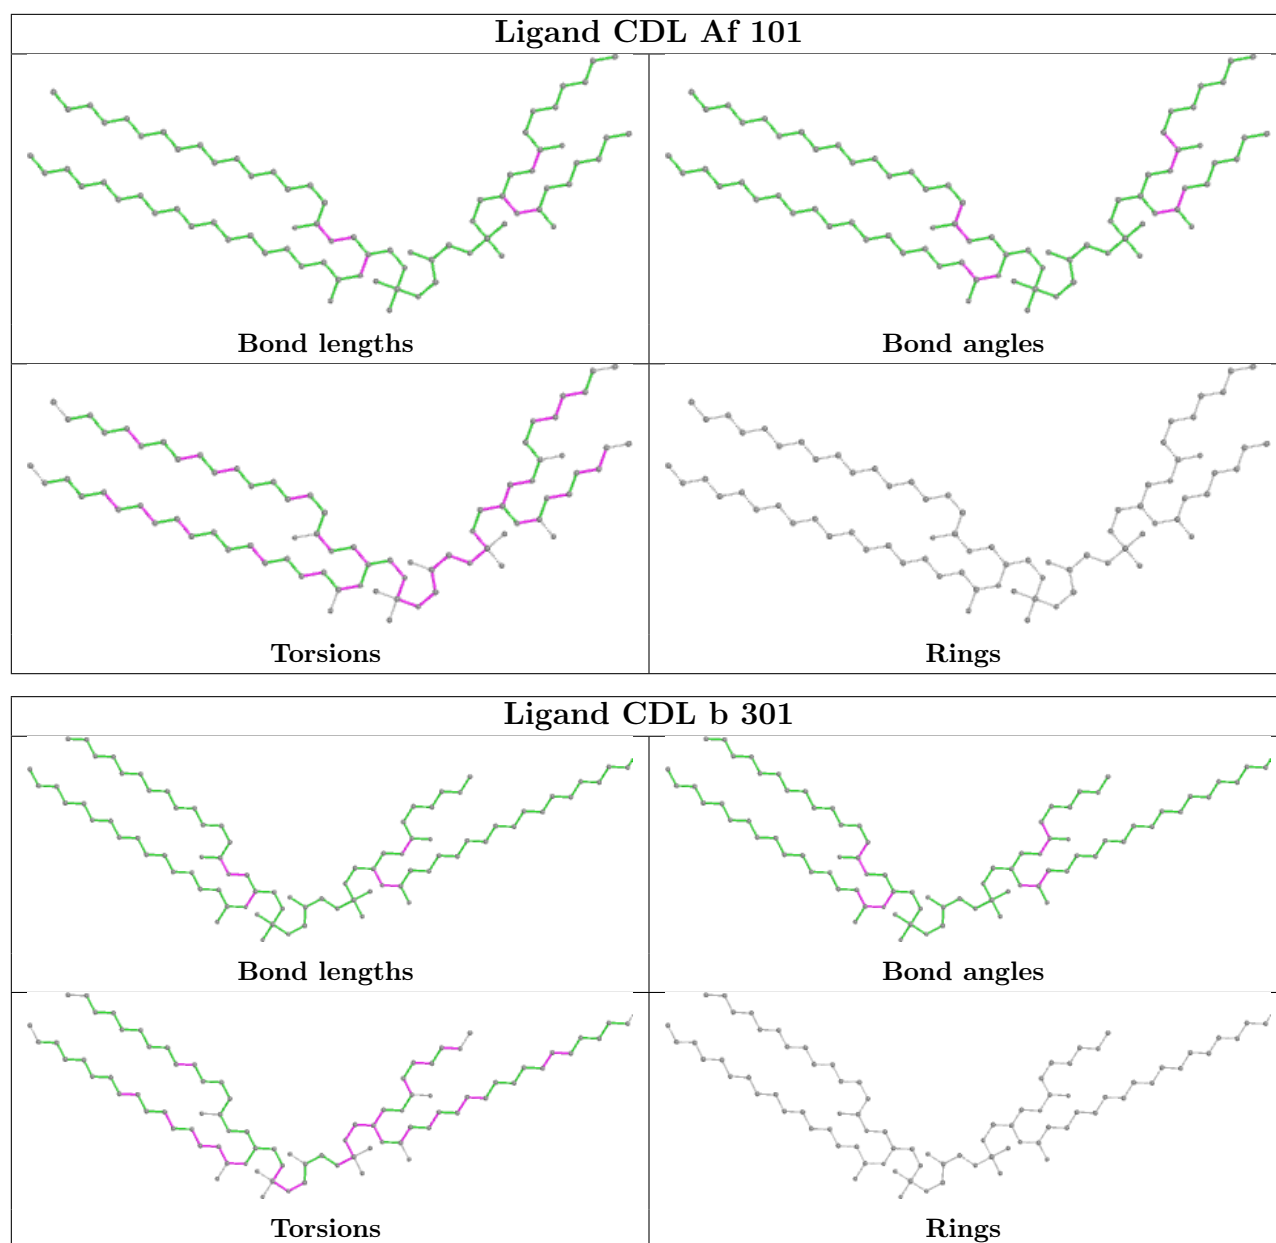 Ligand CDL Af 101
Bond lengths
Bond angles
Torsions
Rings
Ligand CDL b 301
Bond lengths
Bond angles
Torsions
Rings